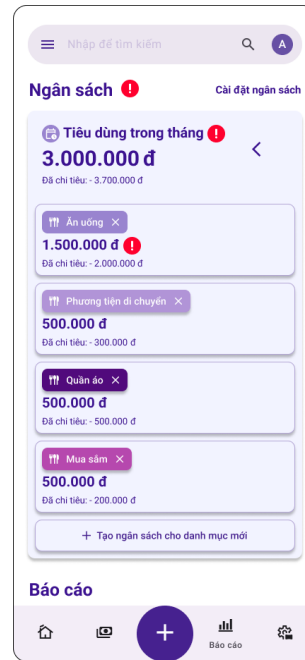 Nhập để tìm kiếm
A
Ngân sách
Cài đặt ngân sách
Tiêu dùng trong tháng
3.000.000 đ
Đã chi tiêu: - 3.700.000 đ
Ăn uống
1.500.000 đ
Đã chi tiêu: - 2.000.000 đ
Phương tiện di chuyển
500.000 đ
Đã chi tiêu: - 300.000 đ
Quần áo
500.000 đ
Đã chi tiêu: - 500.000 đ
Mua sắm
500.000 đ
Đã chi tiêu: - 200.000 đ
+ Tạo ngân sách cho danh mục mới
Báo cáo
Báo cáo